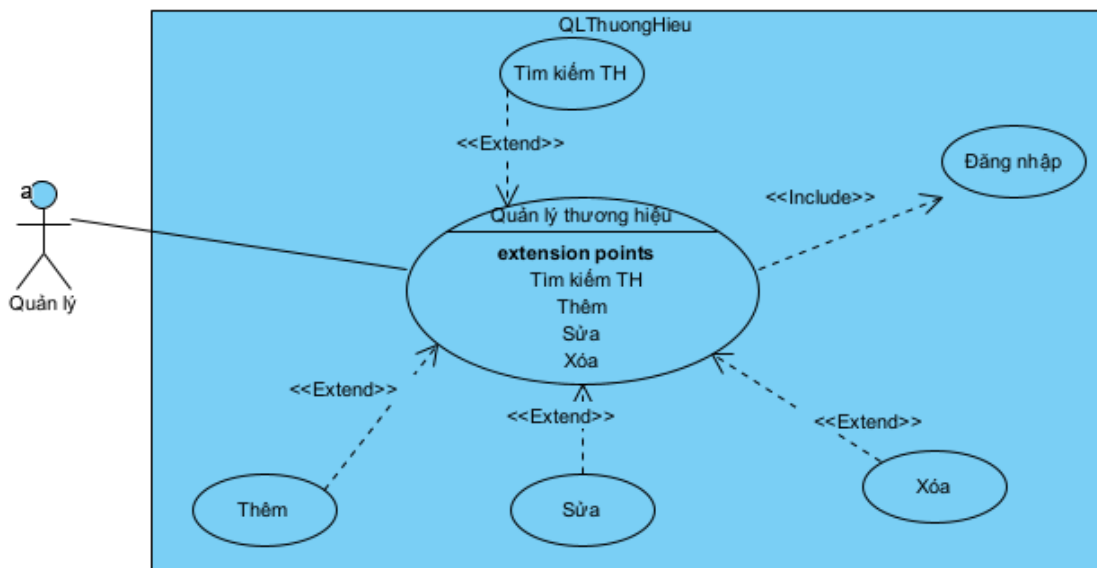 QLThuongHieu
Tìm kiếm TH
<<Extend>>
Đăng nhập
<<Include>>
a
Quản lý
Quản lý thương hiệu
extension points
Tìm kiếm TH
Thêm
Sửa
Xóa
<<Extend>>
<<Extend>>
<<Extend>>
Thêm
Sửa
Xóa